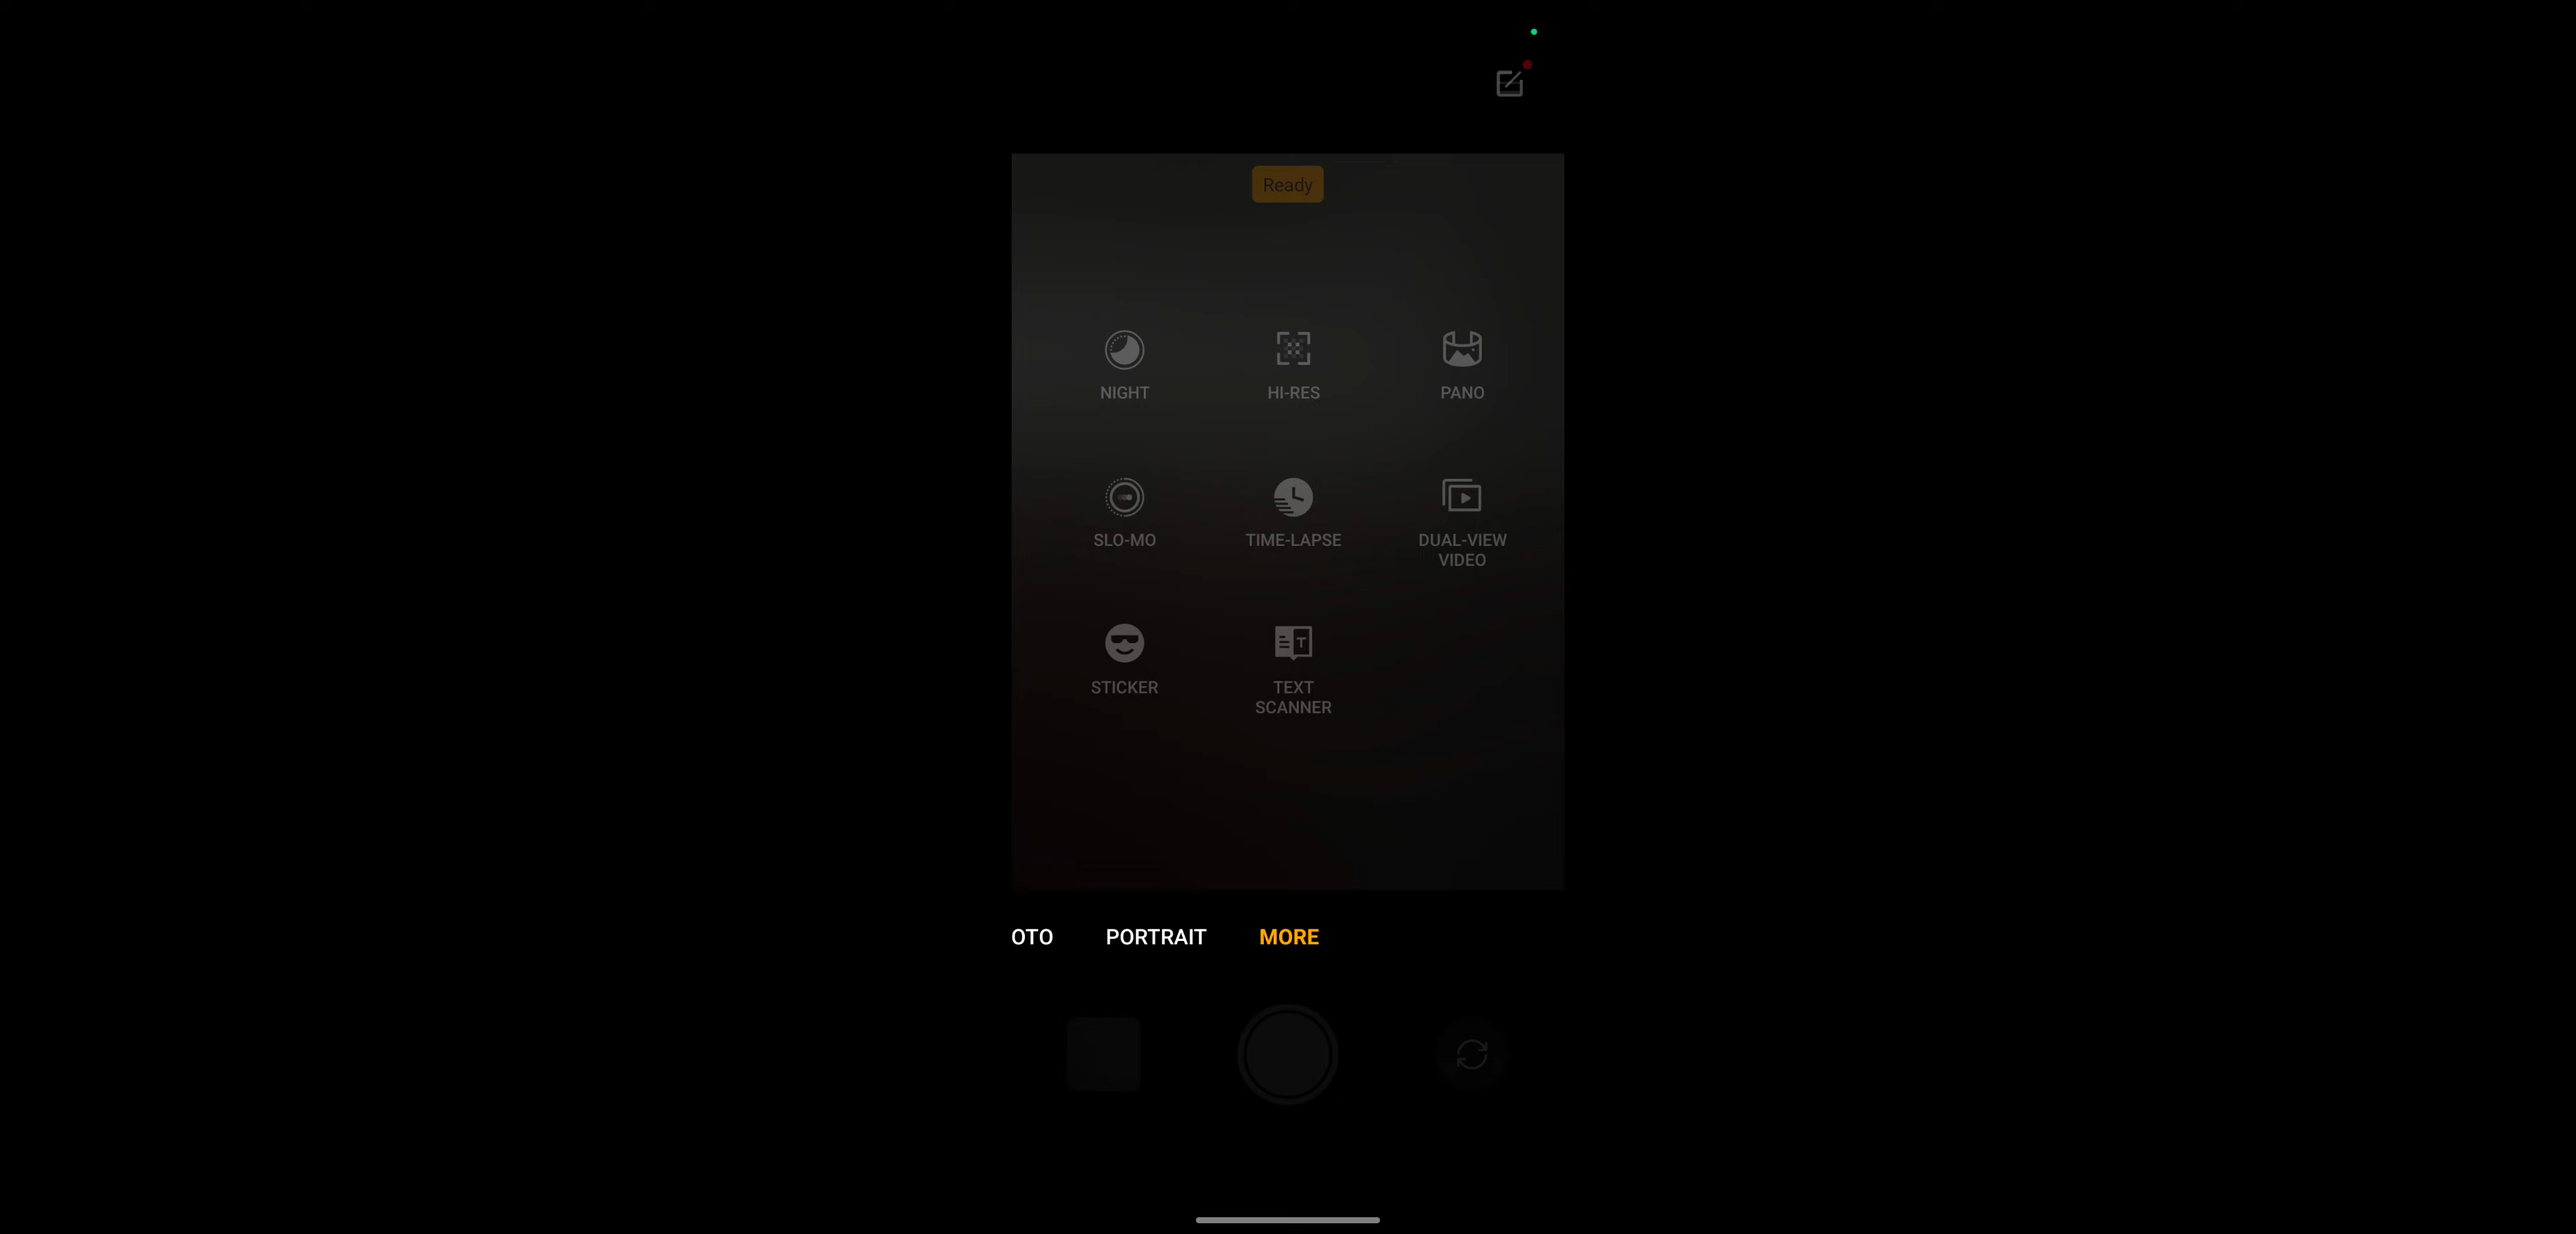 Ready
NIGHT
HI-RES
PANO
SLO-MO
TIME-LAPSE
DUAL-VIEW
VIDEO
STICKER
TEXT
SCANNER
OTO
PORTRAIT
MORE